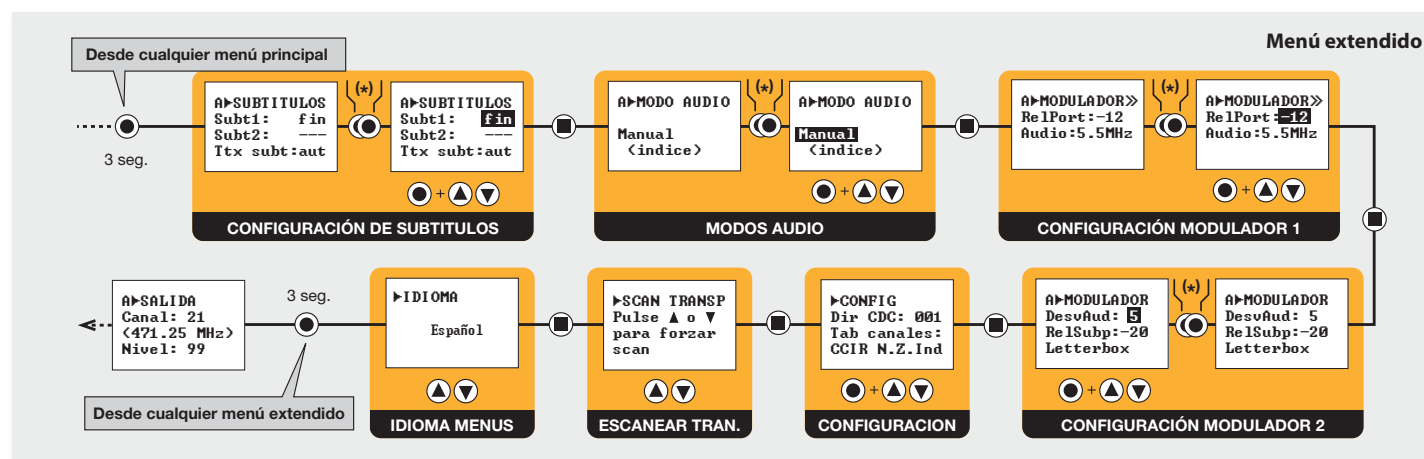 Menú extendido
Desde cualquier menú principal
3 seg.
(*)
A►SUBTITULOS
Subt1: fin
Subt2: ---
Ttx subt:aut
A►SUBTITULOS
Subt1: fin
Subt2: ---
Ttx subt:aut
+
CONFIGURACIÓN DE SUBTITULOS
(*)
A►MODO AUDIO
Manual
(indice)
A►MODO AUDIO
Manual
(indice)
+
MODOS AUDIO
(*)
A►MODULADOR»
RelPort:-12
Audio:5.5MHz
A►MODULADOR»
RelPort:-12
Audio:5.5MHz
+
CONFIGURACIÓN MODULADOR 1
A►SALIDA
Canal: 21
(471.25 MHz)
Nivel: 99
3 seg.
Desde cualquier menú extendido
►IDIOMA
Español
IDIOMA MENUS
►SCAN TRANSP
Pulse ▲ o ▼
para forzar
scan
ESCANEAR TRAN.
►CONFIG
Dir CDC: 001
Tab canales:
CCIR N.Z.Ind
+
CONFIGURACION
(*)
A►MODULADOR
DesvAud: 5
RelSubp:-20
Letterbox
A►MODULADOR
DesvAud: 5
RelSubp:-20
Letterbox
+
CONFIGURACIÓN MODULADOR 2